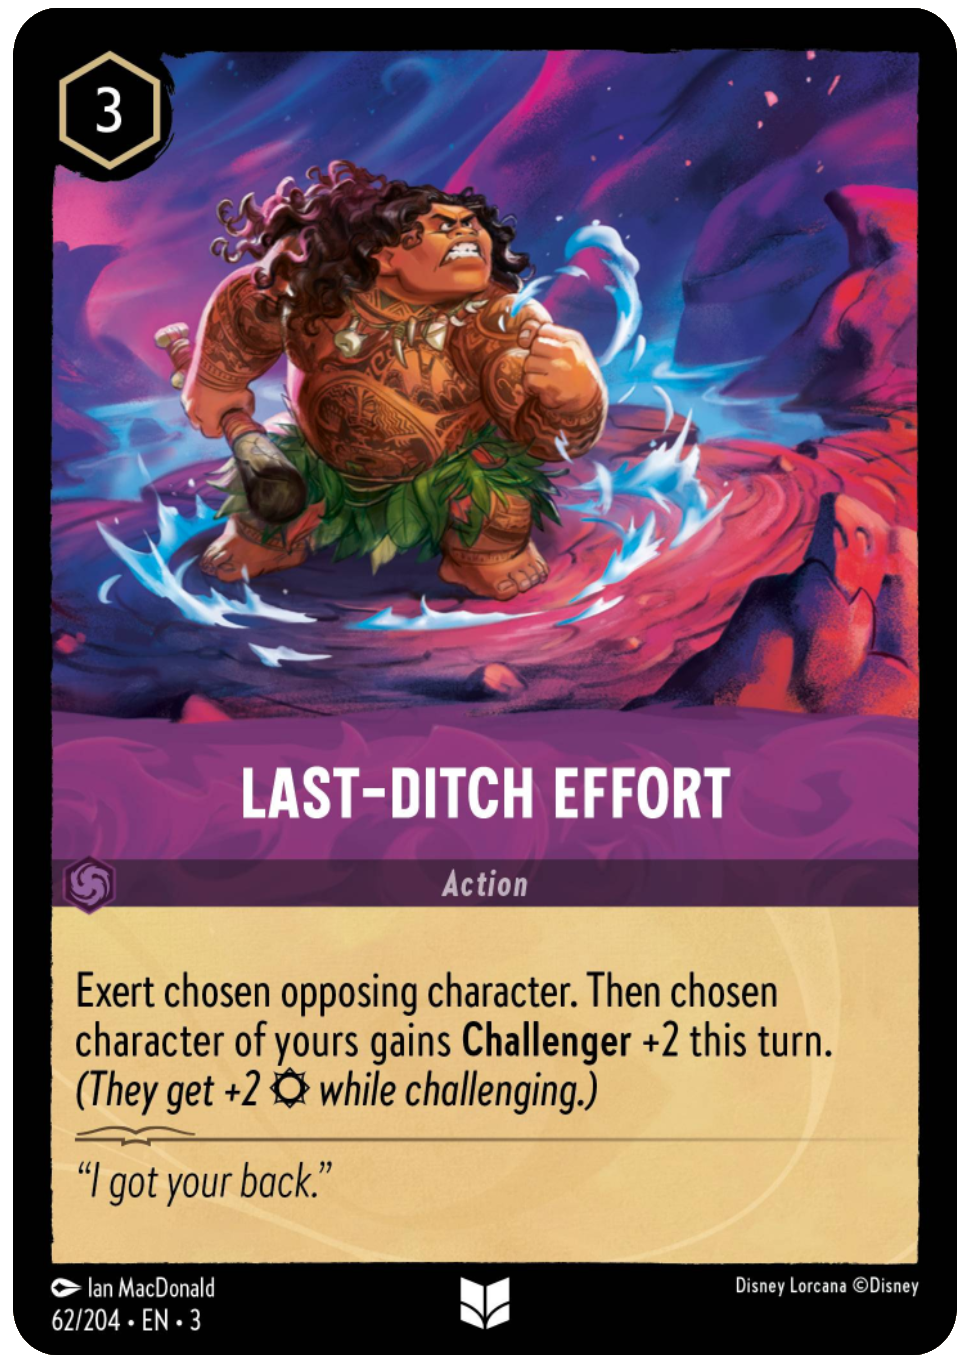 3
LAST-DITCH EFFORT
Action
Exert chosen opposing character. Then chosen
character of yours gains Challenger +2 this turn.
(They get +2 while challenging.)
“I got your back.”
Ian MacDonald
62/204 • EN • 3
Disney Lorcana ©Disney